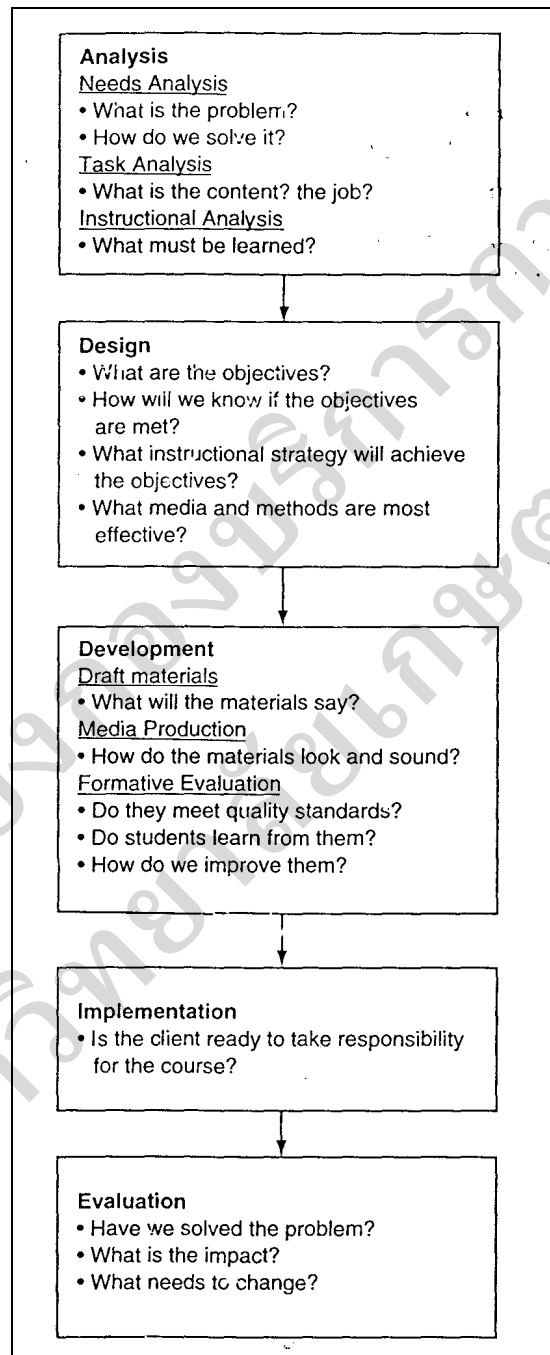 Analysis
Needs Analysis
• What is the problem?
• How do we solve it?
Task Analysis
• What is the content? the job?
Instructional Analysis
• What must be learned?
Design
• What are the objectives?
• How will we know if the objectives
are met?
• What instructional strategy will achieve
the objectives?
• What media and methods are most
effective?
Development
Draft materials
• What will the materials say?
Media Production
• How do the materials look and sound?
Formative Evaluation
• Do they meet quality standards?
• Do students learn from them?
• How do we improve them?
Implementation
• Is the client ready to take responsibility
for the course?
Evaluation
• Have we solved the problem?
• What is the impact?
• What needs to change?